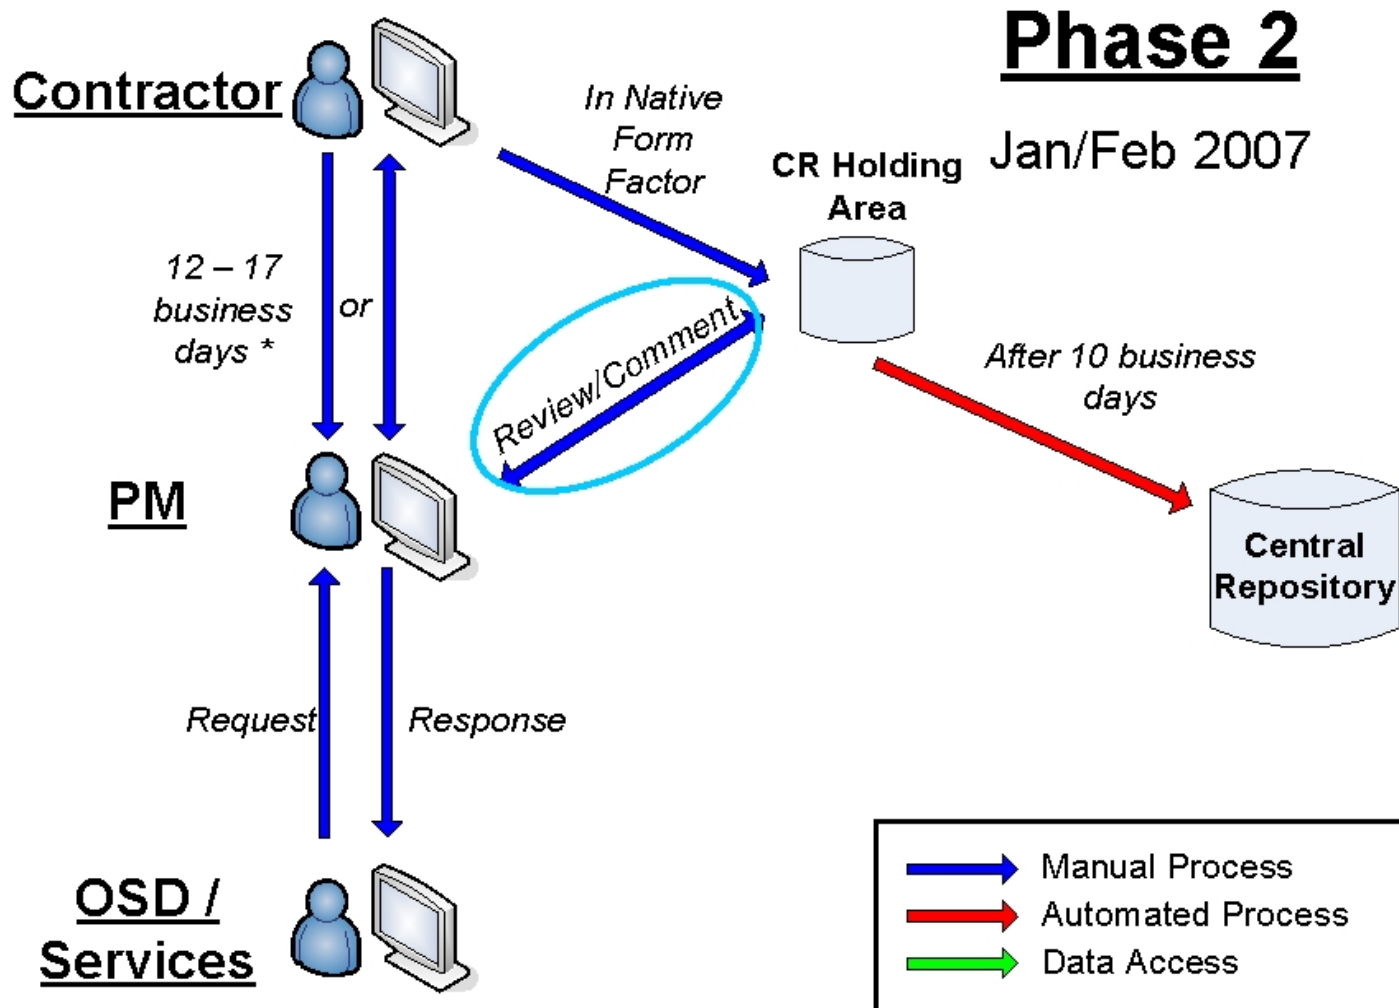 Phase 2
Jan/Feb 2007
Contractor
In Native
Form
Factor
CR Holding
Area
12 – 17
business
days *
or
Review/Comment
After 10 business
days
PM
Central
Repository
Request
Response
OSD /
Services
Manual Process
Automated Process
Data Access